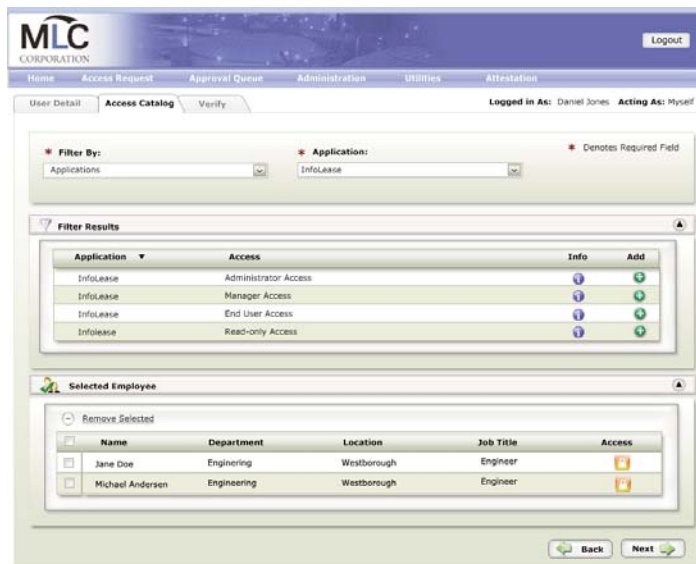 MLC
CORPORATION
Logout
Home Access Request Approval Queue Administration Utilities Attestation
User Detail Access Catalog Verify Logged in As: Daniel Jones Acting As: Myself
* Filter By: * Application: * Denotes Required Field
Applications InfoLease
Filter Results
Application ▼ Access Info Add
InfoLease Administrator Access
InfoLease Manager Access
InfoLease End User Access
Infolease Read-only Access
Selected Employee
Remove Selected
Name Department Location Job Title Access
Jane Doe Enginering Westborough Engineer
Michael Andersen Engineering Westborough Engineer
Back Next